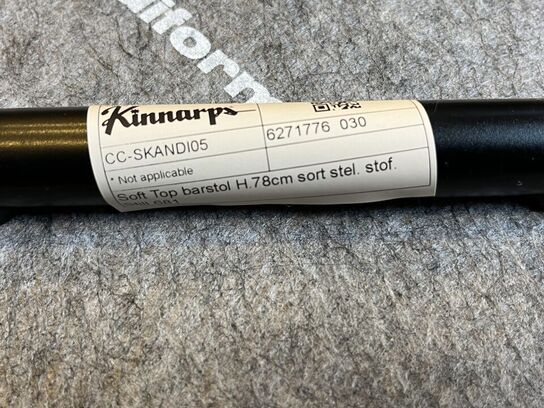 Kinnarps
CC-SKANDI05
6271776 030
* Not applicable
Soft Top barstol H.78cm sort stel. stof.